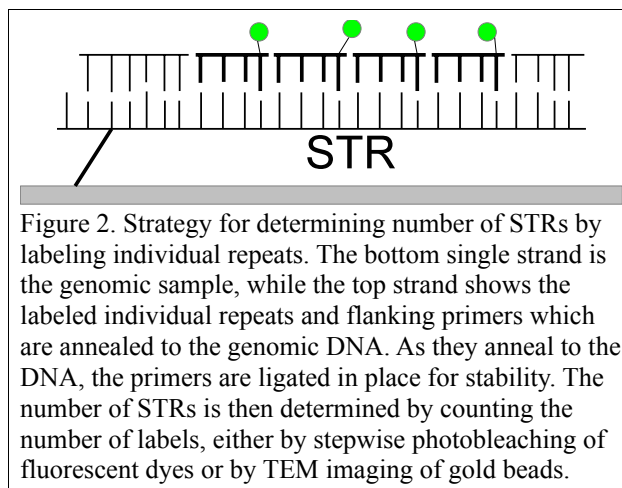 STR
Figure 2. Strategy for determining number of STRs by
labeling individual repeats. The bottom single strand is
the genomic sample, while the top strand shows the
labeled individual repeats and flanking primers which
are annealed to the genomic DNA. As they anneal to the
DNA, the primers are ligated in place for stability. The
number of STRs is then determined by counting the
number of labels, either by stepwise photobleaching of
fluorescent dyes or by TEM imaging of gold beads.